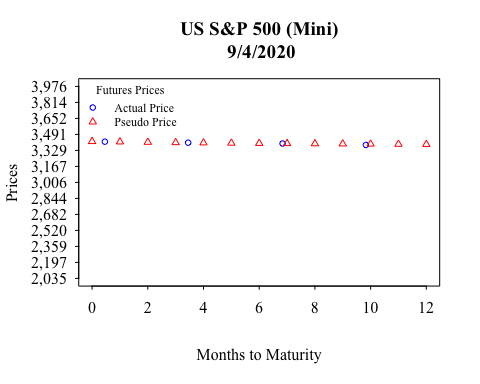 US S&P 500 (Mini)
9/4/2020
Futures Prices
Actual Price
Pseudo Price
Prices
3,976
3,814
3,652
3,491
3,329
3,167
3,006
2,844
2,682
2,520
2,359
2,197
2,035
0 2 4 6 8 10 12
Months to Maturity